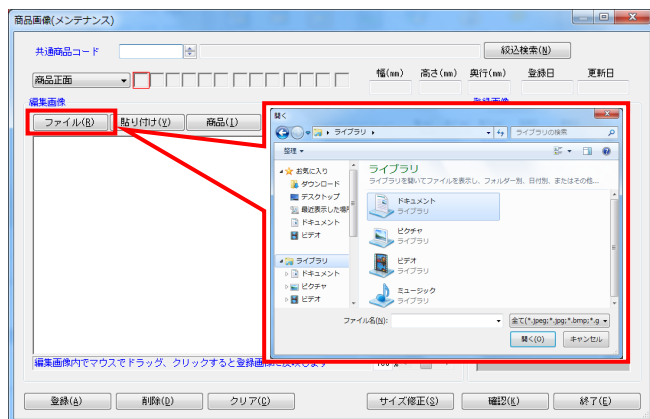 商品画像(メンテナンス)
共通商品コード
絞込検索(N)
商品正面
幅(mm) 高さ(mm) 奥行(mm) 登録日 更新日
編集画像
ファイル(B) 貼り付け(V) 商品(I)
開く
ライブラリ
ライブラリの検索
整理
お気に入り
ダウンロード
デスクトップ
最近表示した場所
ドキュメント
ビデオ
ライブラリ
ドキュメント
ピクチャ
ビデオ
ライブラリ
ライブラリを開いてファイルを表示し、フォルダー別、日付別、またはその他...
ドキュメント
ライブラリ
ピクチャ
ライブラリ
ビデオ
ライブラリ
ミュージック
ライブラリ
ファイル名(N):
全て(*.jpeg;*.jpg;*.bmp;*.g
開く(O) キャンセル
編集画像内でマウスでドラッグ、クリックすると登録画像
登録(A) 削除(D) クリア(C) サイズ修正(S) 確認(K) 終了(E)